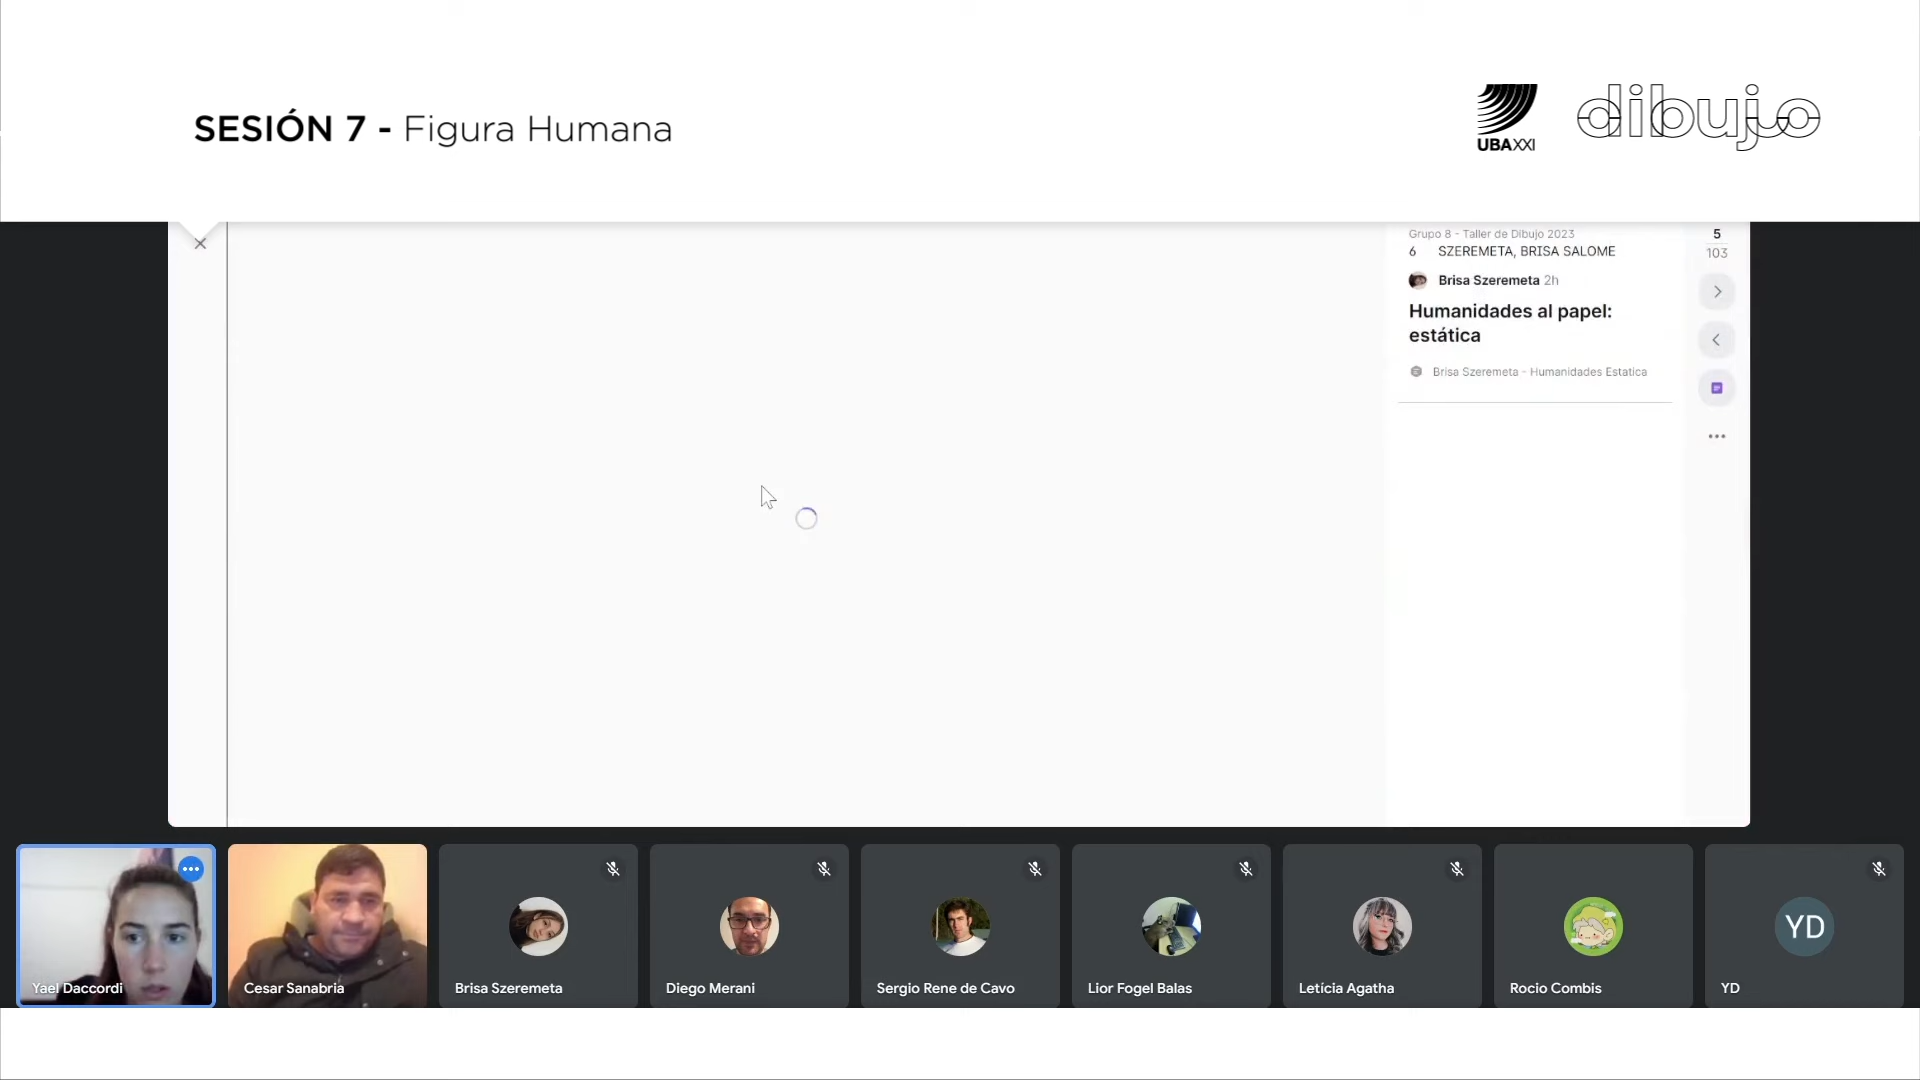 SESIÓN 7 - Figura Humana
UBAXXI
dibujo
Grupo 8 - Taller de Dibujo 2023
6 SZEREMETA, BRISA SALOME
Brisa Szeremeta 2h
Humanidades al papel:
estática
Brisa Szeremeta - Humanidades Estatica
5
103
Yael Daccordi
Cesar Sanabria
Brisa Szeremeta
Diego Merani
Sergio Rene de Cavo
Lior Fogel Balas
Letícia Agatha
Rocio Combis
YD
YD